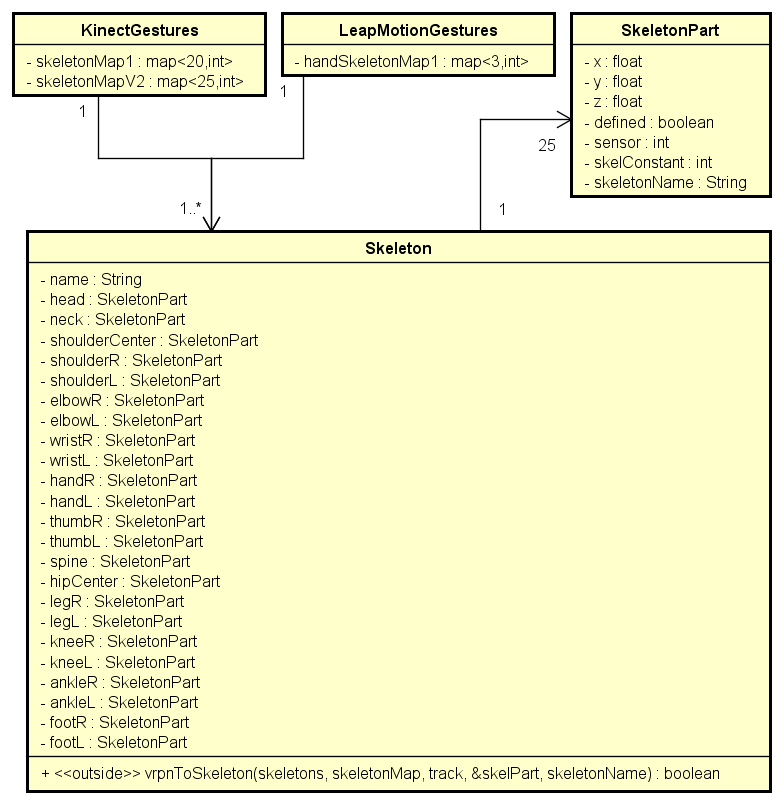 KinectGestures
- skeletonMap1 : map<20,int>
- skeletonMapV2 : map<25,int>
LeapMotionGestures
- handSkeletonMap1 : map<3,int>
SkeletonPart
- x : float
- y : float
- z : float
- defined : boolean
- sensor : int
- skelConstant : int
- skeletonName : String
1
1
25
1..*
1
Skeleton
- name : String
- head : SkeletonPart
- neck : SkeletonPart
- shoulderCenter : SkeletonPart
- shoulderR : SkeletonPart
- shoulderL : SkeletonPart
- elbowR : SkeletonPart
- elbowL : SkeletonPart
- wristR : SkeletonPart
- wristL : SkeletonPart
- handR : SkeletonPart
- handL : SkeletonPart
- thumbR : SkeletonPart
- thumbL : SkeletonPart
- spine : SkeletonPart
- hipCenter : SkeletonPart
- legR : SkeletonPart
- legL : SkeletonPart
- kneeR : SkeletonPart
- kneeL : SkeletonPart
- ankleR : SkeletonPart
- ankleL : SkeletonPart
- footR : SkeletonPart
- footL : SkeletonPart
+ <<outside>> vrpnToSkeleton(skeletons, skeletonMap, track, &skelPart, skeletonName) : boolean